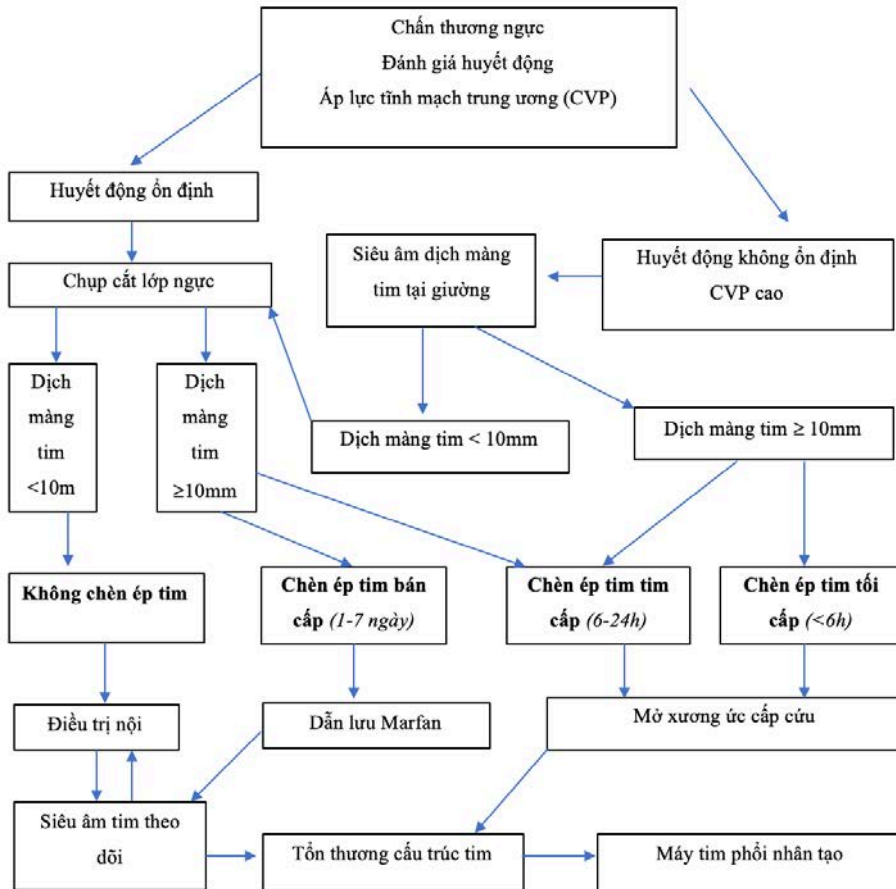 Chấn thương ngực
Đánh giá huyết động
Áp lực tĩnh mạch trung ương (CVP)
Huyết động ổn định
Siêu âm dịch màng
tim tại giường
Huyết động không ổn định
CVP cao
Chụp cắt lớp ngực
Dịch
màng
tim
<10m
Dịch
màng
tim
≥10mm
Dịch màng tim < 10mm
Dịch màng tim ≥ 10mm
Không chèn ép tim
Chèn ép tim bán
cấp (1-7 ngày)
Chèn ép tim tim
cấp (6-24h)
Chèn ép tim tối
cấp (<6h)
Điều trị nội
Dẫn lưu Marfan
Mở xương ức cấp cứu
Siêu âm tim theo
dõi
Tổn thương cấu trúc tim
Máy tim phổi nhân tạo